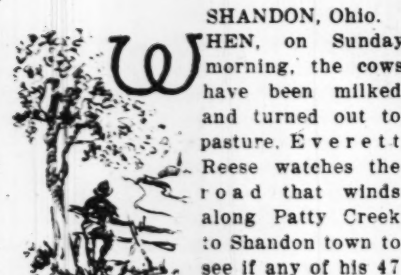 SHANDON, Ohio.
WHEN, on Sunday
morning, the cows
have been milked
and turned out to
pasture, Everett
Reese watches the
road that winds
along Patty Creek
to Shandon town to
see if any of his 47